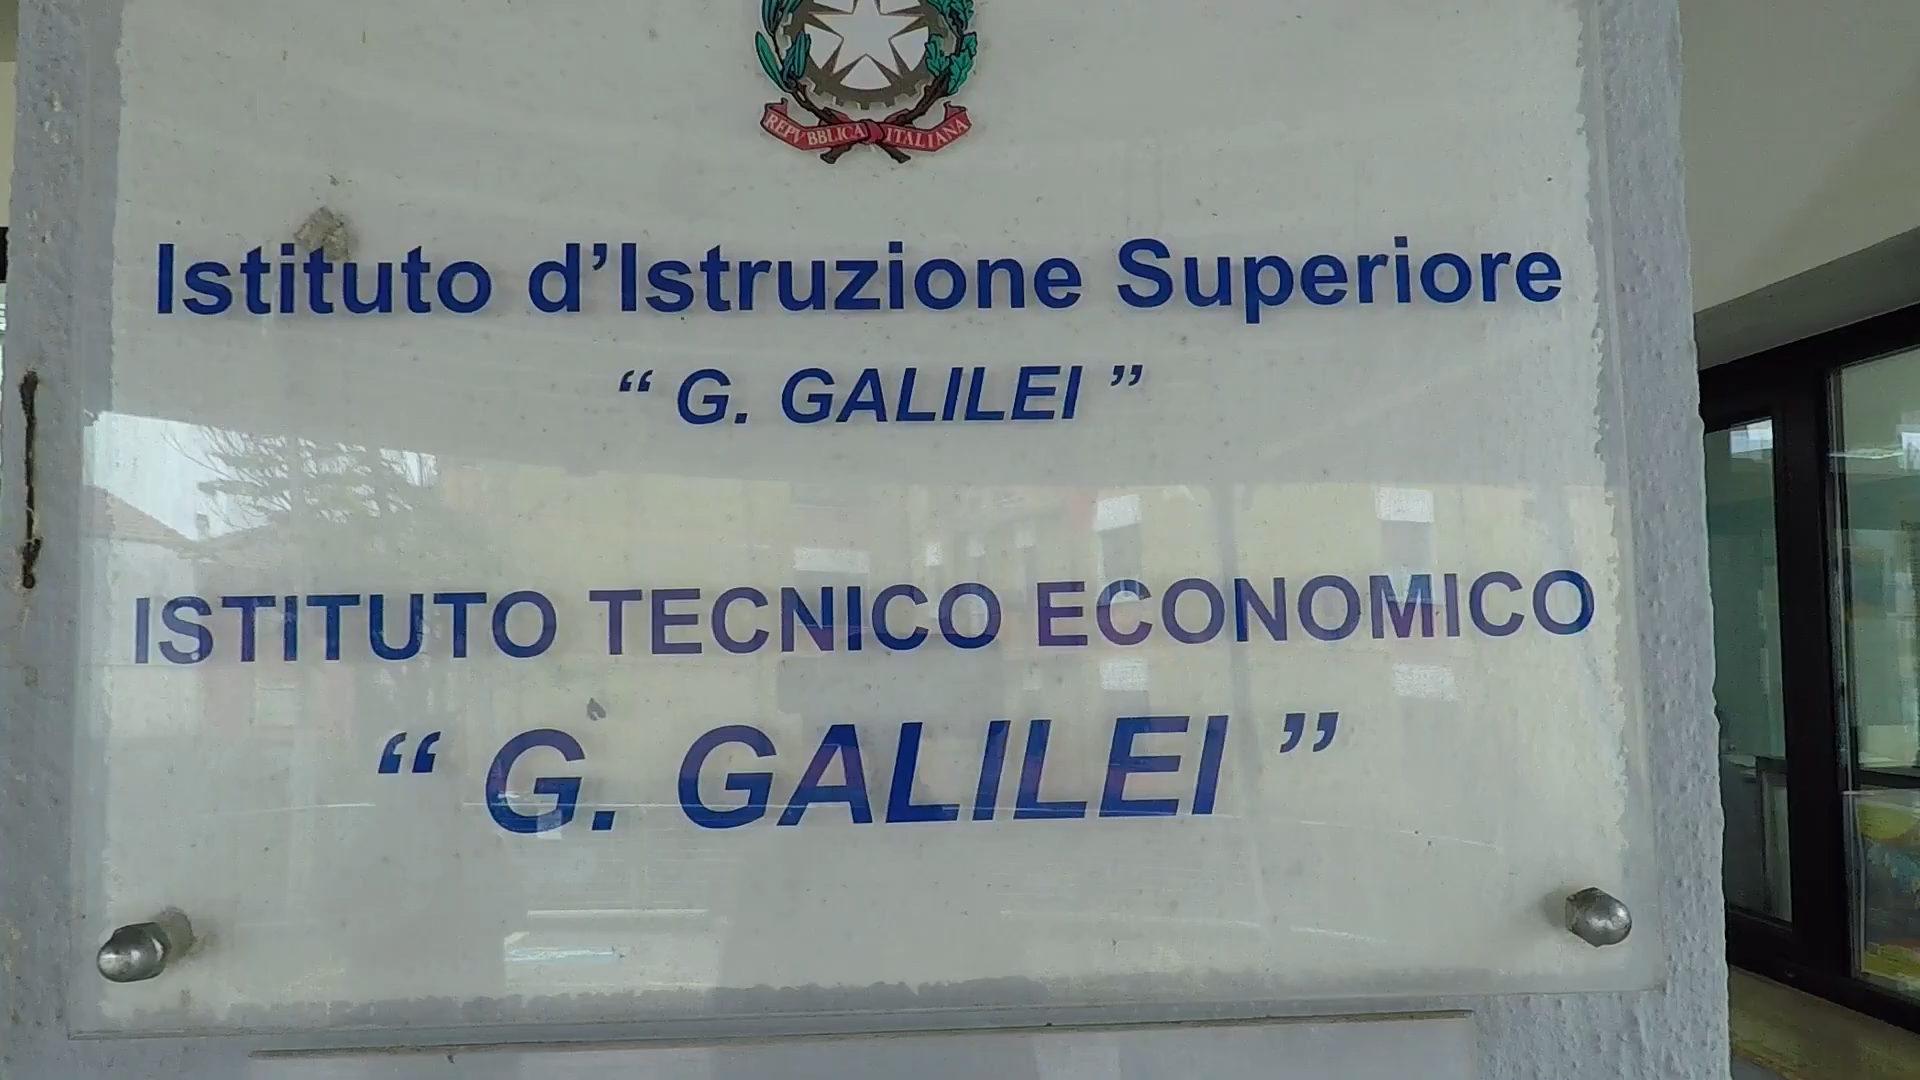 REPVBBLICA ITALIANA
Istituto d’Istruzione Superiore
“ G. GALILEI ”
ISTITUTO TECNICO ECONOMICO
“ G. GALILEI ”